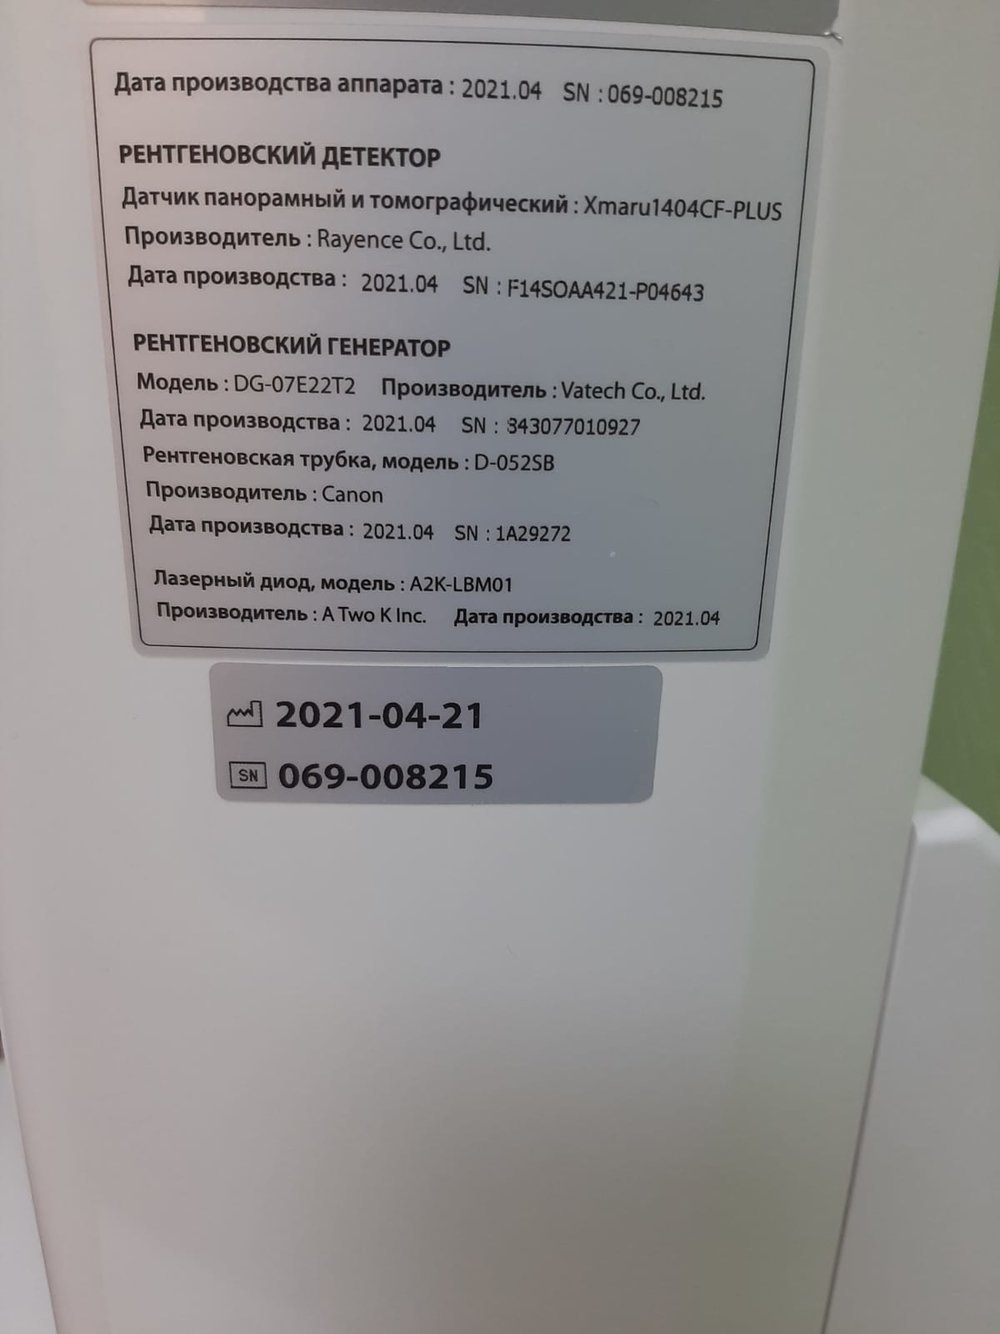 Дата производства аппарата : 2021.04 SN : 069-008215
РЕНТГЕНОВСКИЙ ДЕТЕКТОР
Датчик панорамный и томографический : Xmaru1404CF-PLUS
Производитель : Rayence Co., Ltd.
Дата производства : 2021.04 SN : F14SOAA421-P04643
РЕНТГЕНОВСКИЙ ГЕНЕРАТОР
Модель : DG-07E22T2 Производитель : Vatech Co., Ltd.
Дата производства : 2021.04 SN : 843077010927
Рентгеновская трубка, модель : D-052SB
Производитель : Canon
Дата производства : 2021.04 SN : 1A29272
Лазерный диод, модель : A2K-LBM01
Производитель : A Two K Inc. Дата производства : 2021.04
2021-04-21
SN 069-008215